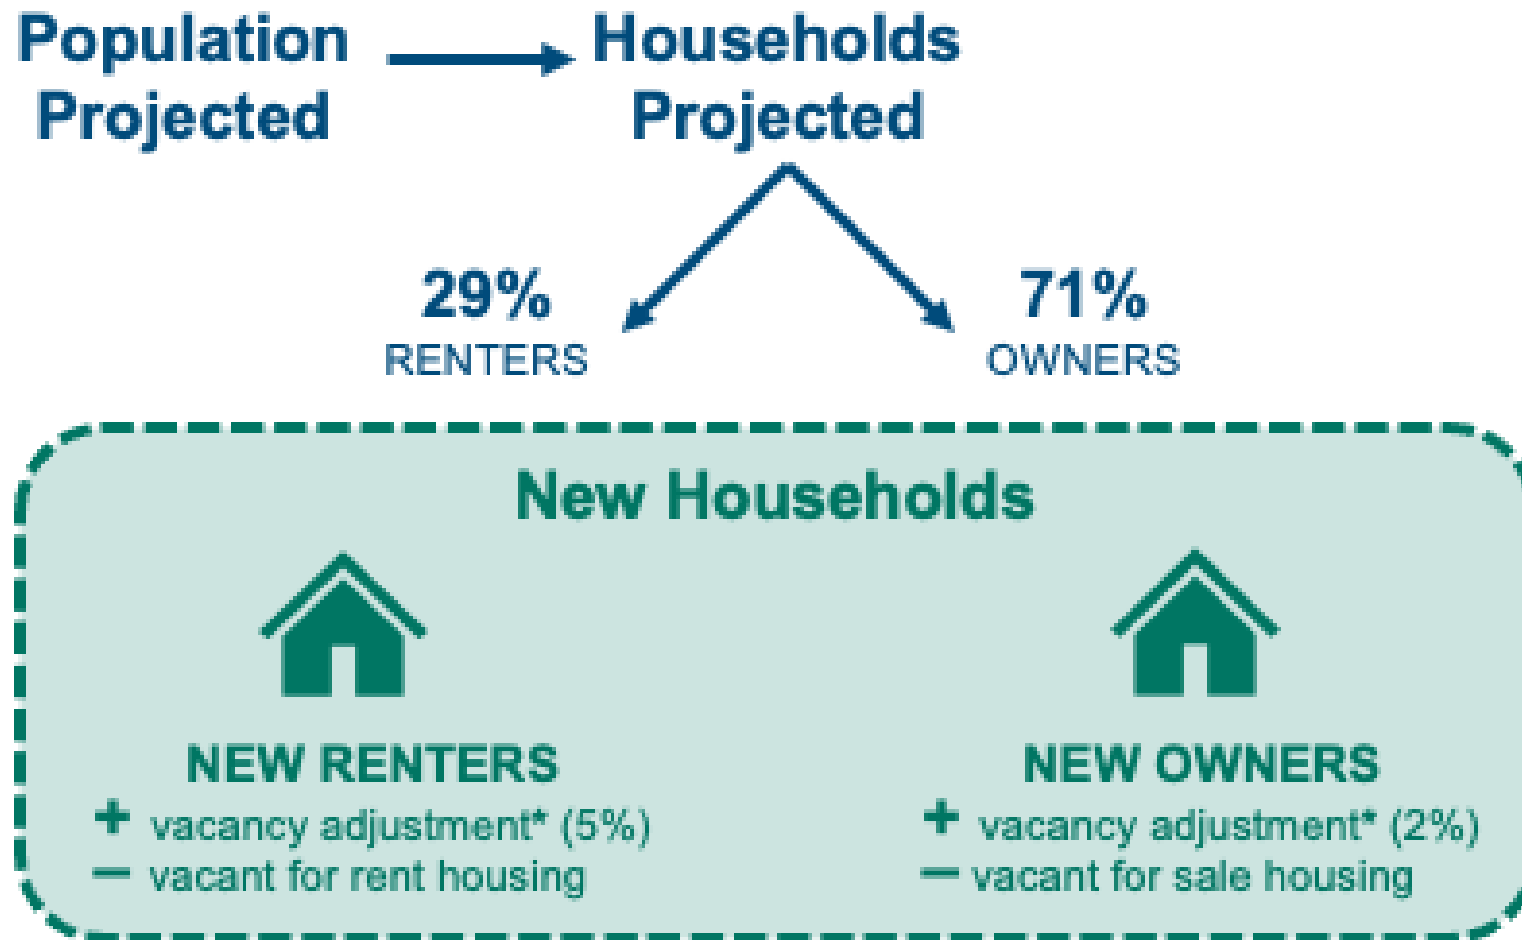 Population
Projected
Households
Projected
29%
RENTERS
71%
OWNERS
New Households
NEW RENTERS
+ vacancy adjustment* (5%)
− vacant for rent housing
NEW OWNERS
+ vacancy adjustment* (2%)
− vacant for sale housing